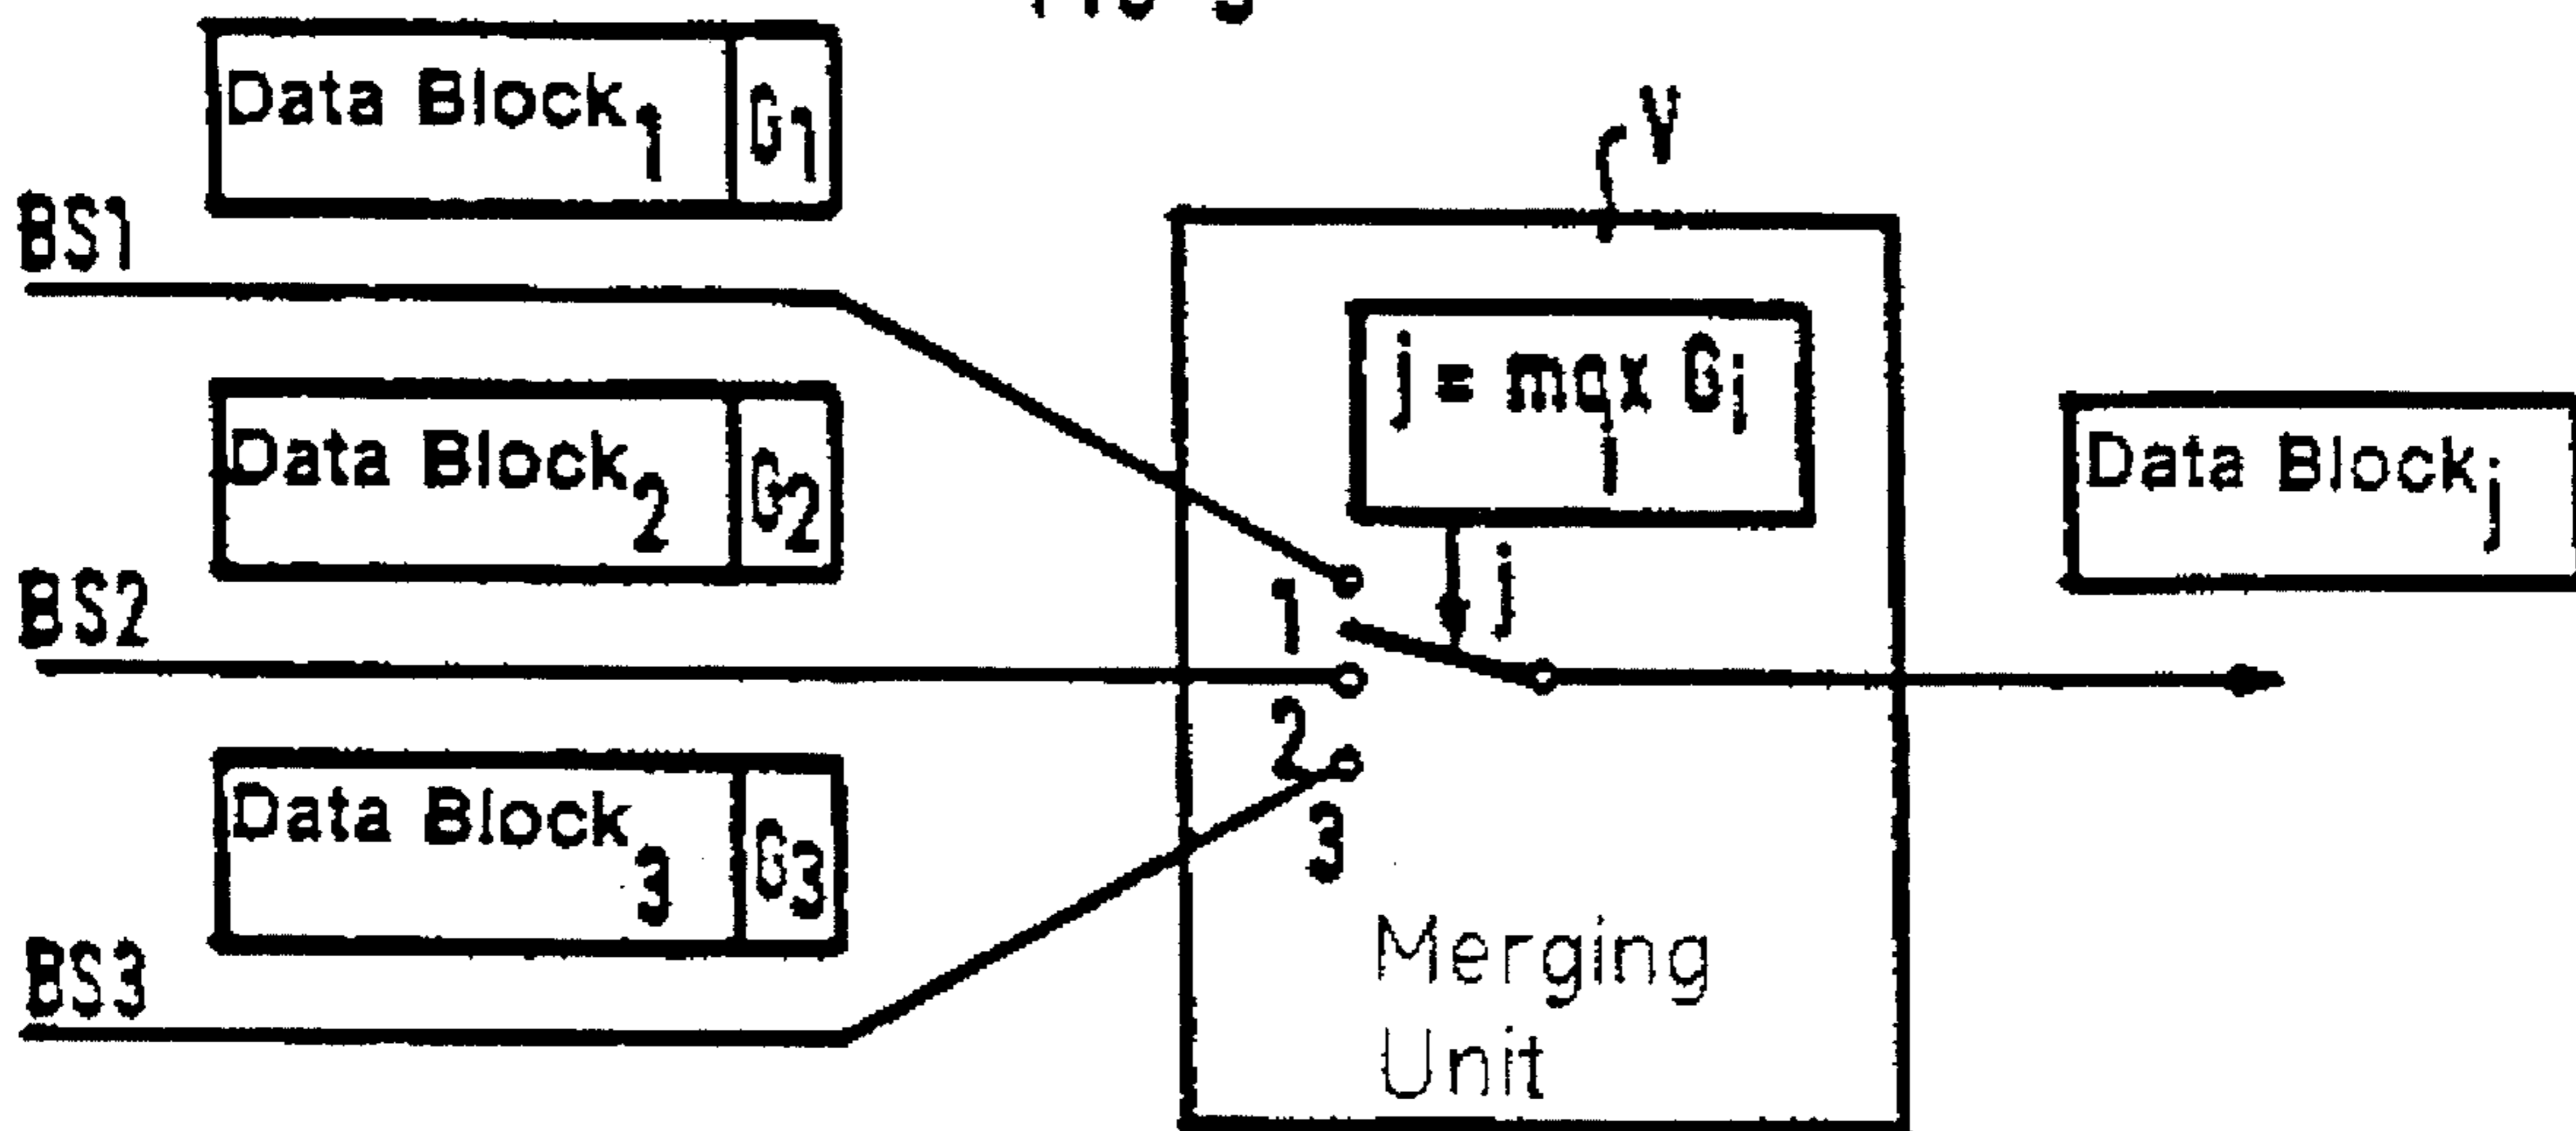 Data Block1 G1
BS1
Data Block2 G2
BS2
Data Block3 G3
BS3
V
j = max Gi
i
j
1
2
3
Merging
Unit
Data Blockj